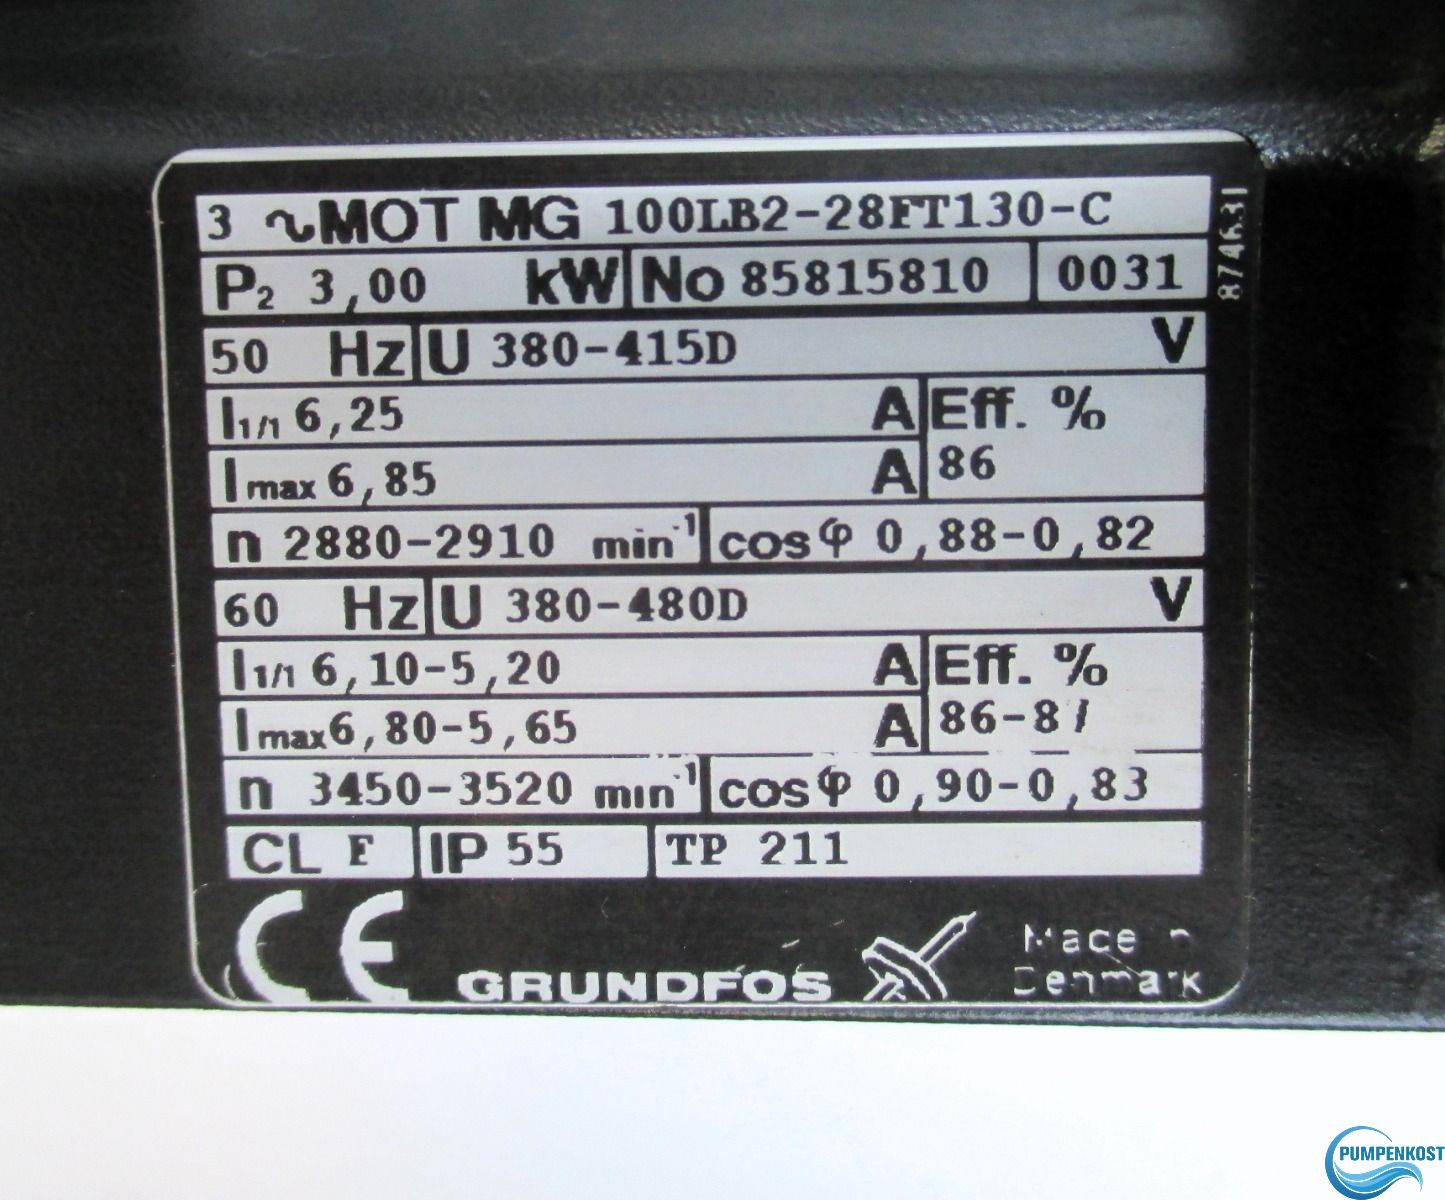 3 ∿MOT MG 100LB2-28FT130-C
P2 3,00 kW No 85815810 0031
874631
50 Hz U 380-415D V
I1/1 6,25 A Eff. %
Imax 6,85 A 86
n 2880-2910 min-1 cosφ 0,88-0,82
60 Hz U 380-480D V
I1/1 6,10-5,20 A Eff. %
Imax 6,80-5,65 A
n 3450-3520 min-1 cosφ 0,90-0,83
CL F IP 55 TP 211
CE GRUNDFOS Made in
Denmark
PUMPENKOST